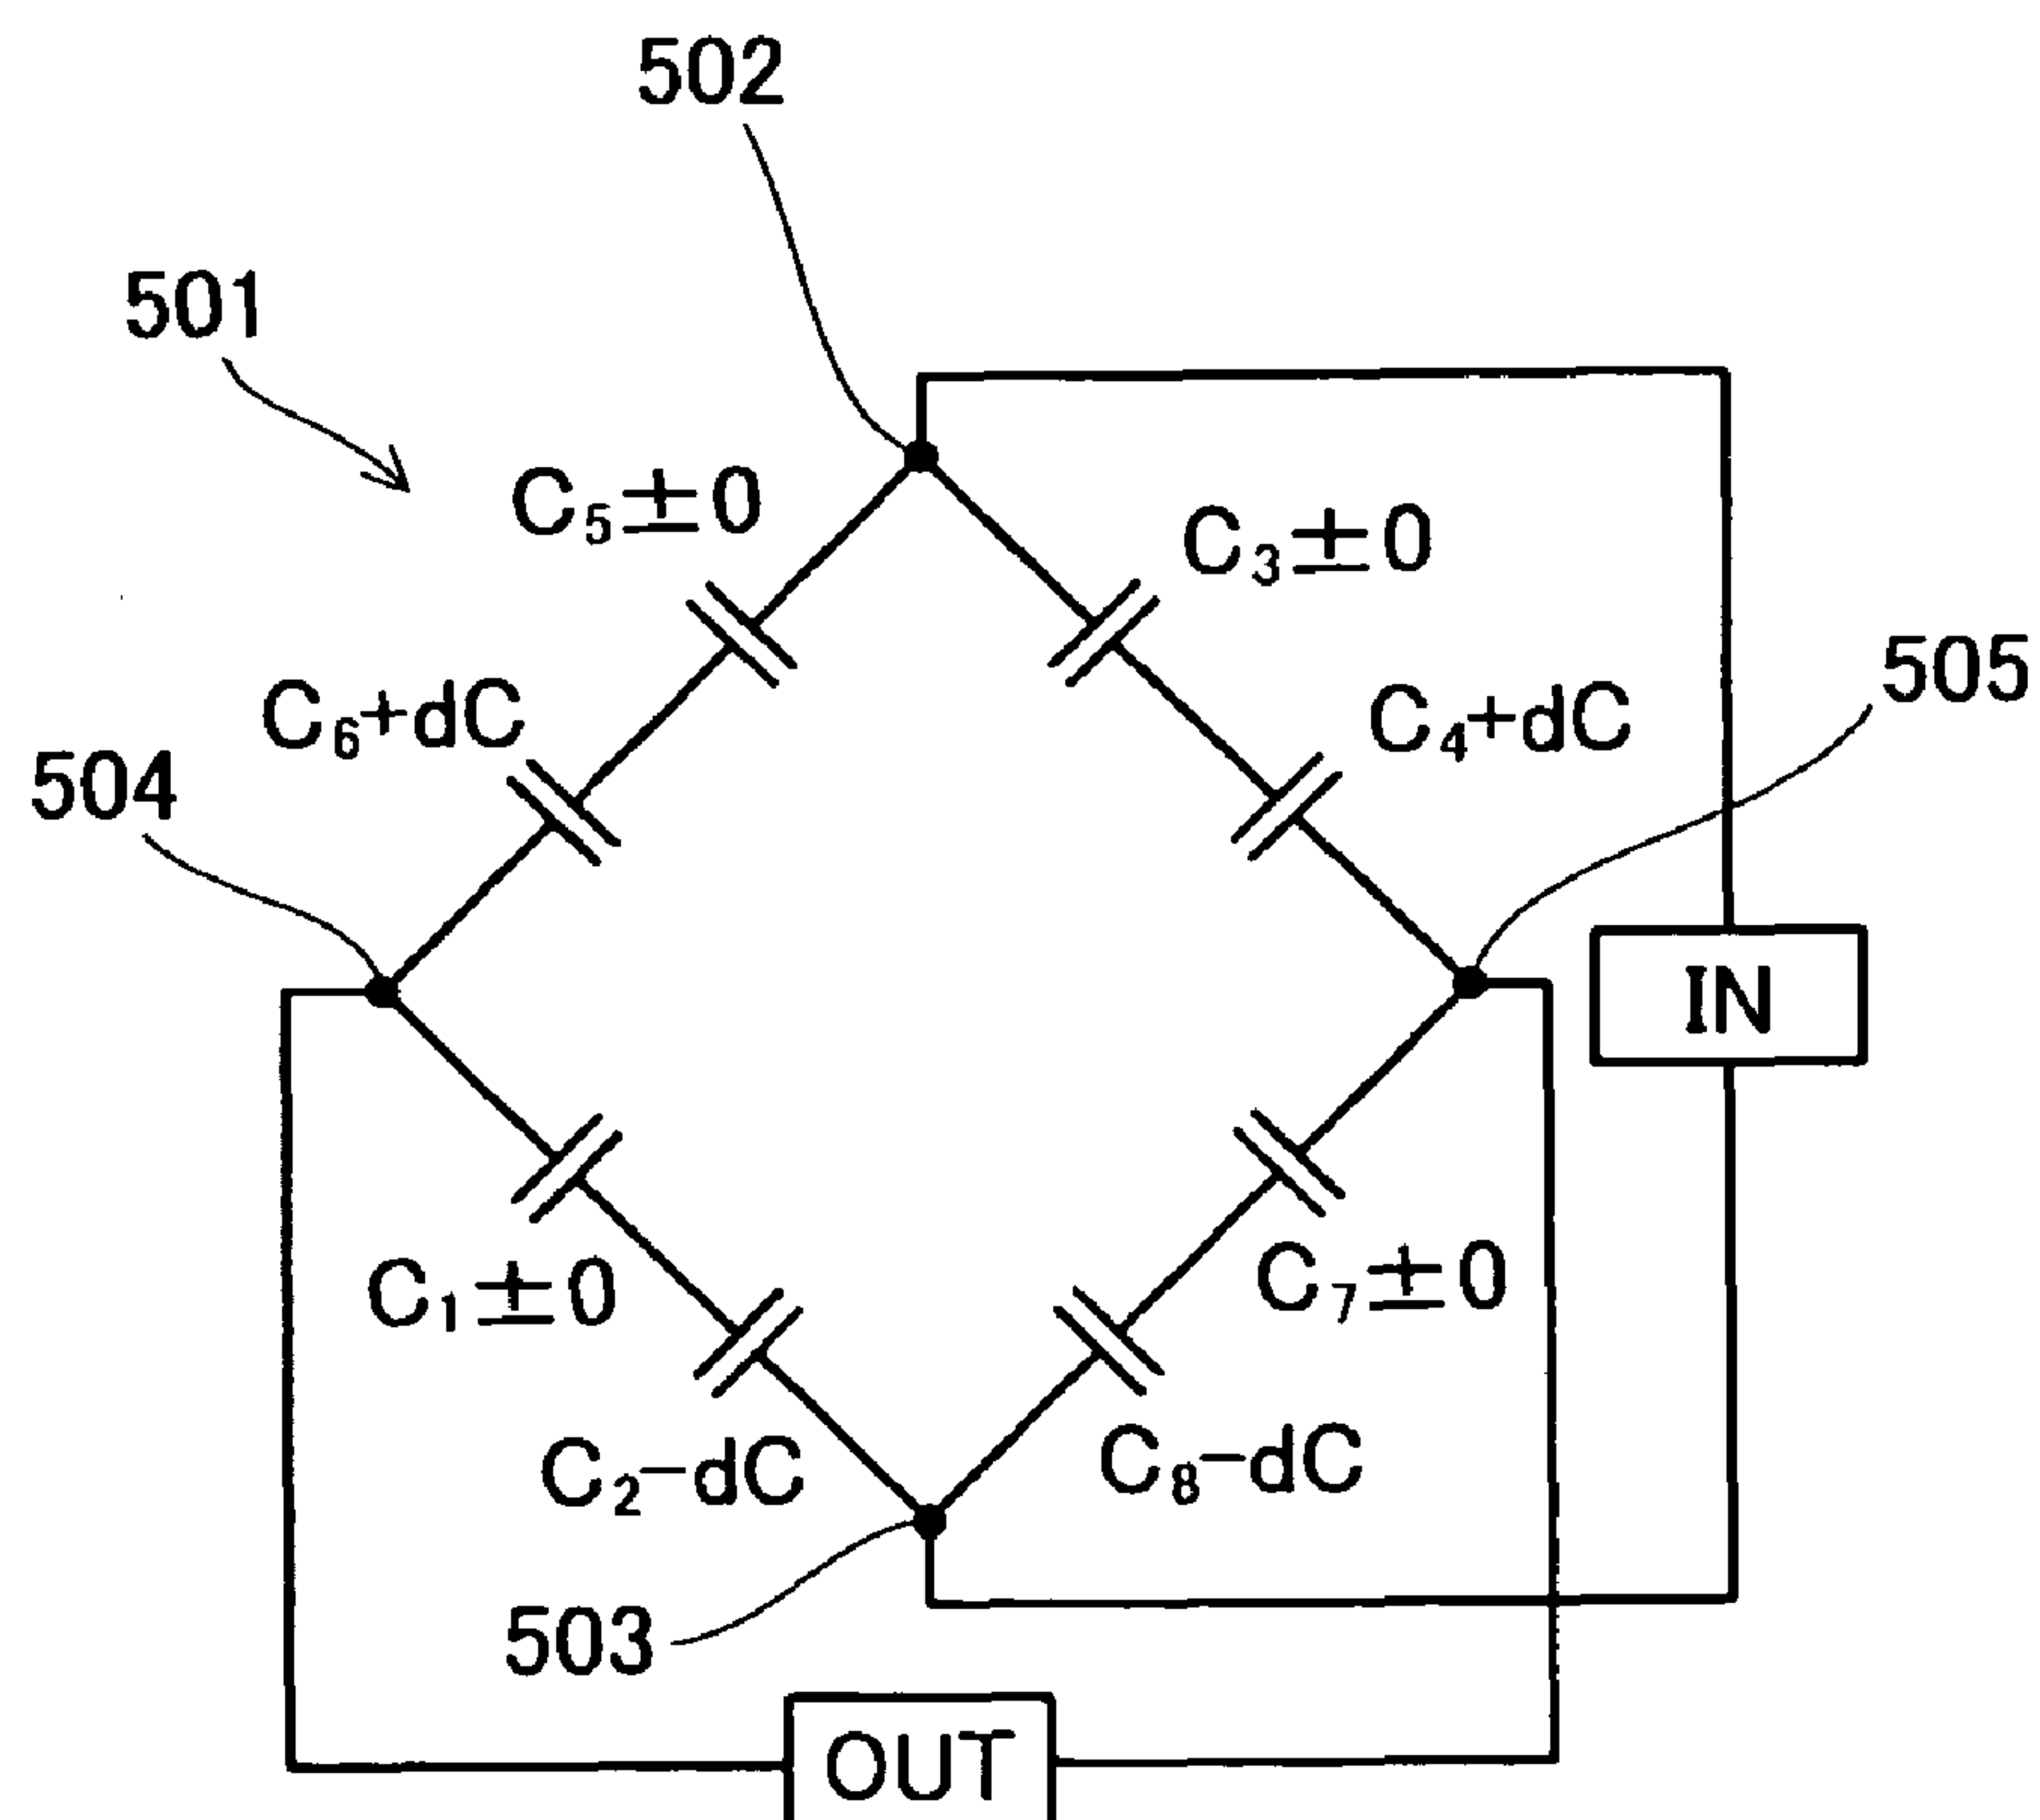 502
501
C₅±0
C₃±0
505
C₆+dC
C₄+dC
504
IN
C₁±0
C₇±0
C₂−dC
C₈−dC
503
OUT